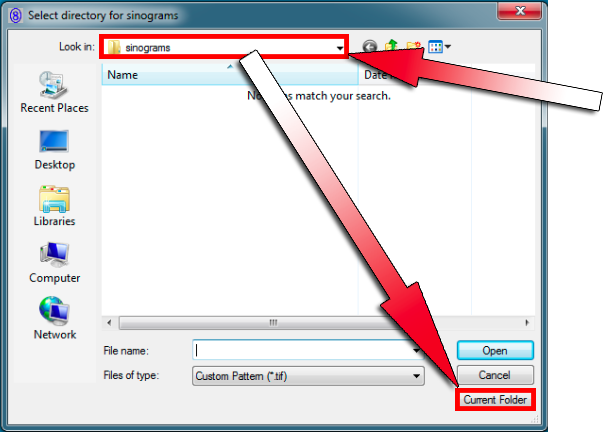 Select directory for sinograms
Look in: sinograms
Name
Date
match your search.
Recent Places
Desktop
Libraries
Computer
Network
File name:
Open
Files of type: Custom Pattern (*.tif)
Cancel
Current Folder